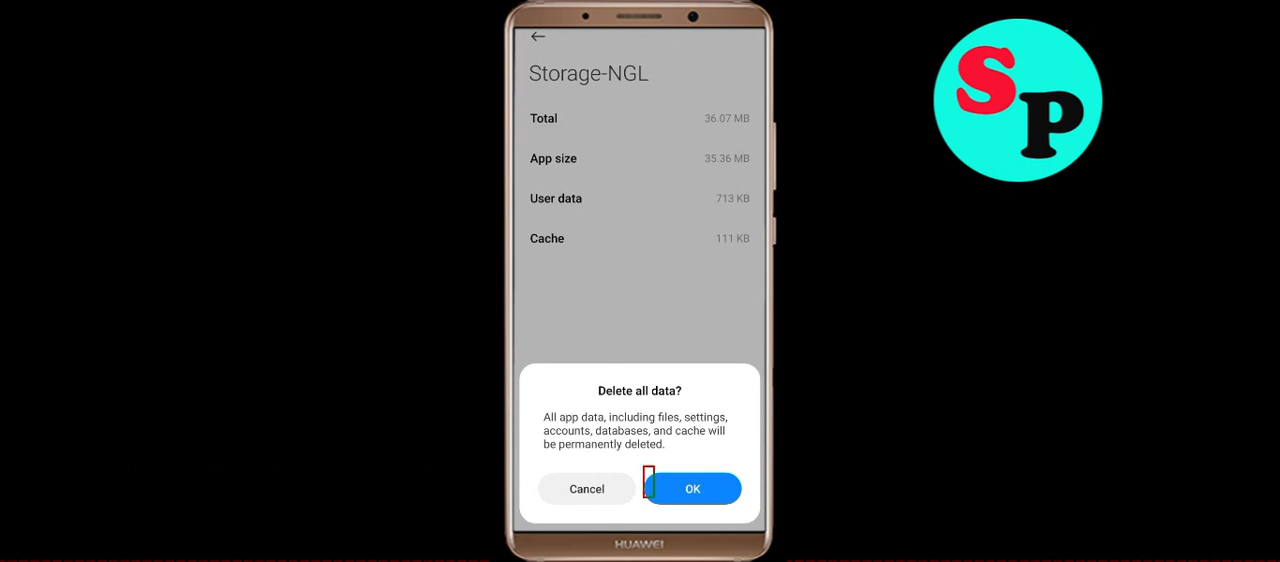 SP
Storage-NGL
Total 36.07 MB
App size 35.36 MB
User data 713 KB
Cache 111 KB
Delete all data?
All app data, including files, settings,
accounts, databases, and cache will
be permanently deleted.
Cancel OK
HUAWEI